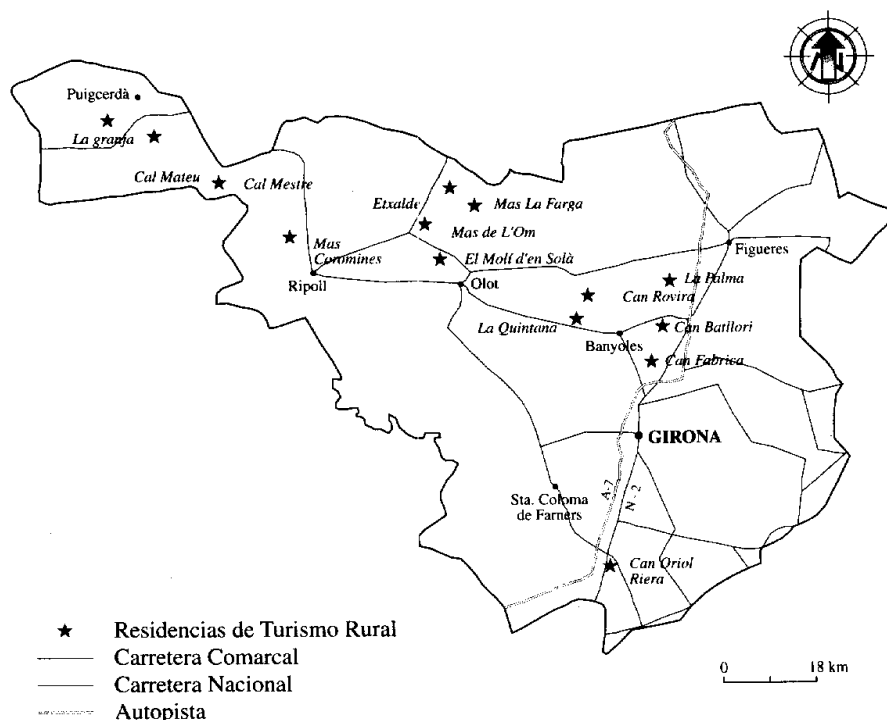 Puigcerdà
La granja
Cal Mateu
Cal Mestre
Etxalde
Mas La Farga
Mas de L'Om
Mas
Coromines
El Molí d'en Solà
Ripoll
Olot
Figueres
La Palma
Can Rovira
La Quintana
Can Batllori
Banyoles
Can Fabrica
GIRONA
A-7
N-2
Sta. Coloma
de Farners
Can Oriol
Riera
Residencias de Turismo Rural
Carretera Comarcal
Carretera Nacional
Autopista
0 18 km